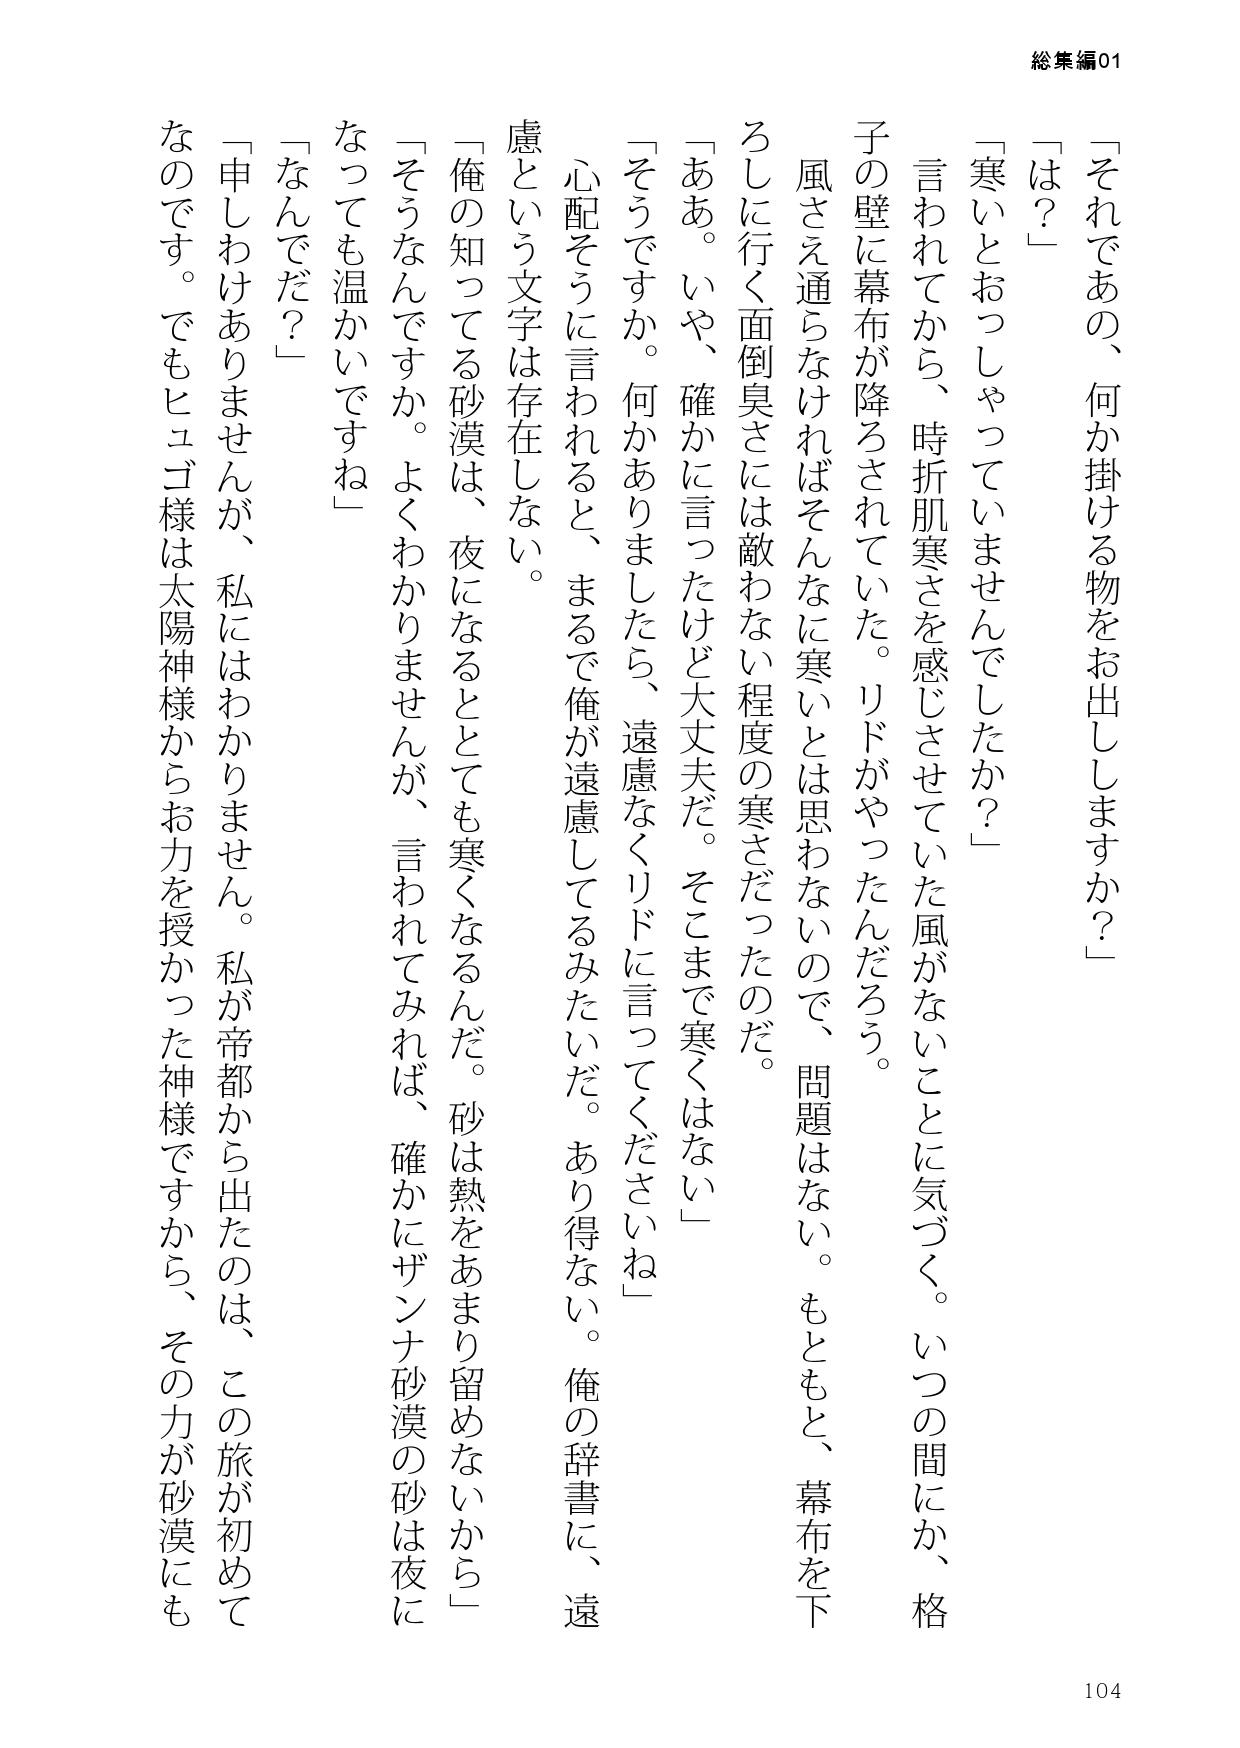 総集編01
「それであの、何か掛ける物をお出ししますか？」
「は？」
「寒いとおっしゃっていませんでしたか？」
　言われてから、時折肌寒さを感じさせていた風がないことに気づく。いつの間にか、格
子の壁に幕布が降ろされていた。リドがやったんだろう。
　風さえ通らなければそんなに寒いとは思わないので、問題はない。もともと、幕布を下
ろしに行く面倒臭さには敵わない程度の寒さだったのだ。
「ああ。いや、確かに言ったけど大丈夫だ。そこまで寒くはない」
「そうですか。何かありましたら、遠慮なくリドに言ってくださいね」
　心配そうに言われると、まるで俺が遠慮してるみたいだ。あり得ない。俺の辞書に、遠
慮という文字は存在しない。
「俺の知ってる砂漠は、夜になるととても寒くなるんだ。砂は熱をあまり留めないから」
「そうなんですか。よくわかりませんが、言われてみれば、確かにザンナ砂漠の砂は夜に
なっても温かいですね」
「なんでだ？」
「申しわけありませんが、私にはわかりません。私が帝都から出たのは、この旅が初めて
なのです。でもヒュゴ様は太陽神様からお力を授かった神様ですから、その力が砂漠にも
104